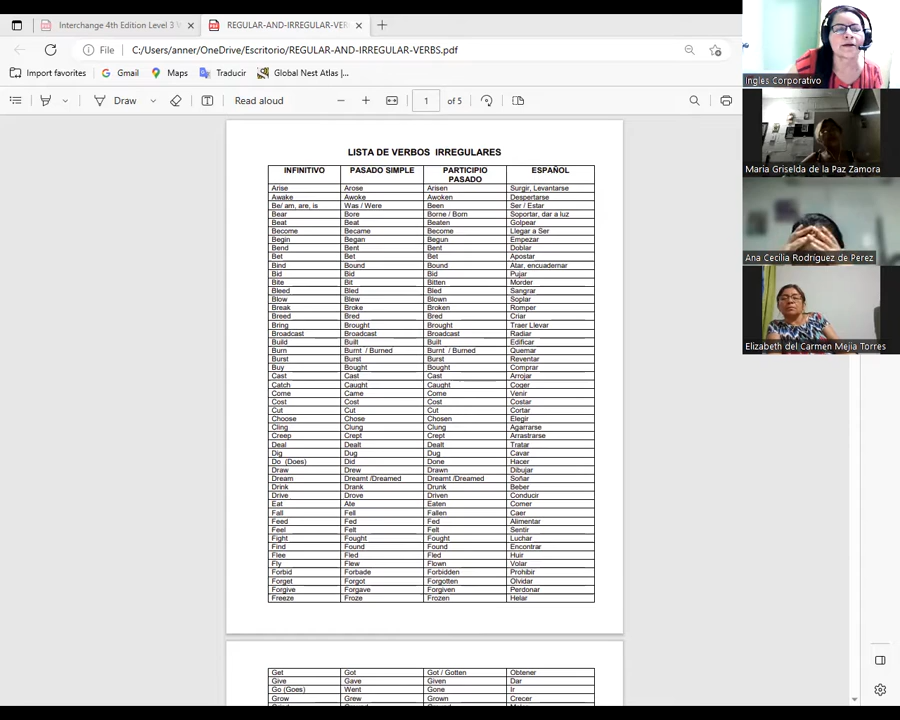 Interchange 4th Edition Level 3
REGULAR-AND-IRREGULAR-VER
File C:/Users/anner/OneDrive/Escritorio/REGULAR-AND-IRREGULAR-VERBS.pdf
Import favorites Gmail Maps Traducir Global Nest Atlas |...
Draw Read aloud 1 of 5
Ingles Corporativo
Maria Griselda de la Paz Zamora
Ana Cecilia Rodríguez de Perez
Elizabeth del Carmen Mejia Torres
LISTA DE VERBOS IRREGULARES
INFINITIVO PASADO SIMPLE PARTICIPIO PASADO ESPAÑOL
Arise Arose Arisen Surgir, Levantarse
Awake Awoke Awoken Despertarse
Be/ am, are, is Was / Were Been Ser / Estar
Bear Bore Borne / Born Soportar, dar a luz
Beat Beat Beaten Golpear
Become Became Become Llegar a Ser
Begin Began Begun Empezar
Bend Bent Bent Doblar
Bet Bet Bet Apostar
Bind Bound Bound Atar, encuadernar
Bid Bid Bid Pujar
Bite Bit Bitten Morder
Bleed Bled Bled Sangrar
Blow Blew Blown Soplar
Break Broke Broken Romper
Breed Bred Bred Criar
Bring Brought Brought Traer Llevar
Broadcast Broadcast Broadcast Radiar
Build Built Built Edificar
Burn Burnt / Burned Burnt / Burned Quemar
Burst Burst Burst Reventar
Buy Bought Bought Comprar
Cast Cast Cast Arrojar
Catch Caught Caught Coger
Come Came Come Venir
Cost Cost Cost Costar
Cut Cut Cut Cortar
Choose Chose Chosen Elegir
Cling Clung Clung Agarrarse
Creep Crept Crept Arrastrarse
Deal Dealt Dealt Tratar
Dig Dug Dug Cavar
Do (Does) Did Done Hacer
Draw Drew Drawn Dibujar
Dream Dreamt /Dreamed Dreamt /Dreamed Soñar
Drink Drank Drunk Beber
Drive Drove Driven Conducir
Eat Ate Eaten Comer
Fall Fell Fallen Caer
Feed Fed Fed Alimentar
Feel Felt Felt Sentir
Fight Fought Fought Luchar
Find Found Found Encontrar
Flee Fled Fled Huir
Fly Flew Flown Volar
Forbid Forbade Forbidden Prohibir
Forget Forgot Forgotten Olvidar
Forgive Forgave Forgiven Perdonar
Freeze Froze Frozen Helar
Get Got Got / Gotten Obtener
Give Gave Given Dar
Go (Goes) Went Gone Ir
Grow Grew Grown Crecer